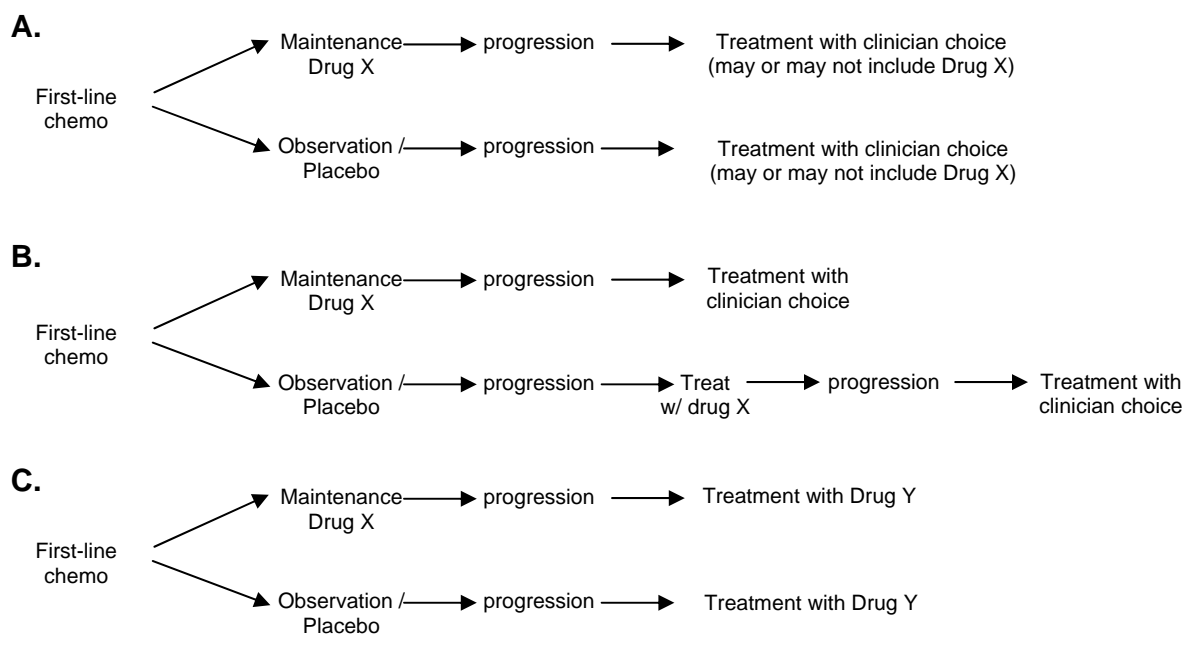 A.
First-line
chemo
Maintenance
Drug X
progression
Treatment with clinician choice
(may or may not include Drug X)
Observation /
Placebo
progression
Treatment with clinician choice
(may or may not include Drug X)
B.
First-line
chemo
Maintenance
Drug X
progression
Treatment with
clinician choice
Observation /
Placebo
progression
Treat
w/ drug X
progression
Treatment with
clinician choice
C.
First-line
chemo
Maintenance
Drug X
progression
Treatment with Drug Y
Observation /
Placebo
progression
Treatment with Drug Y